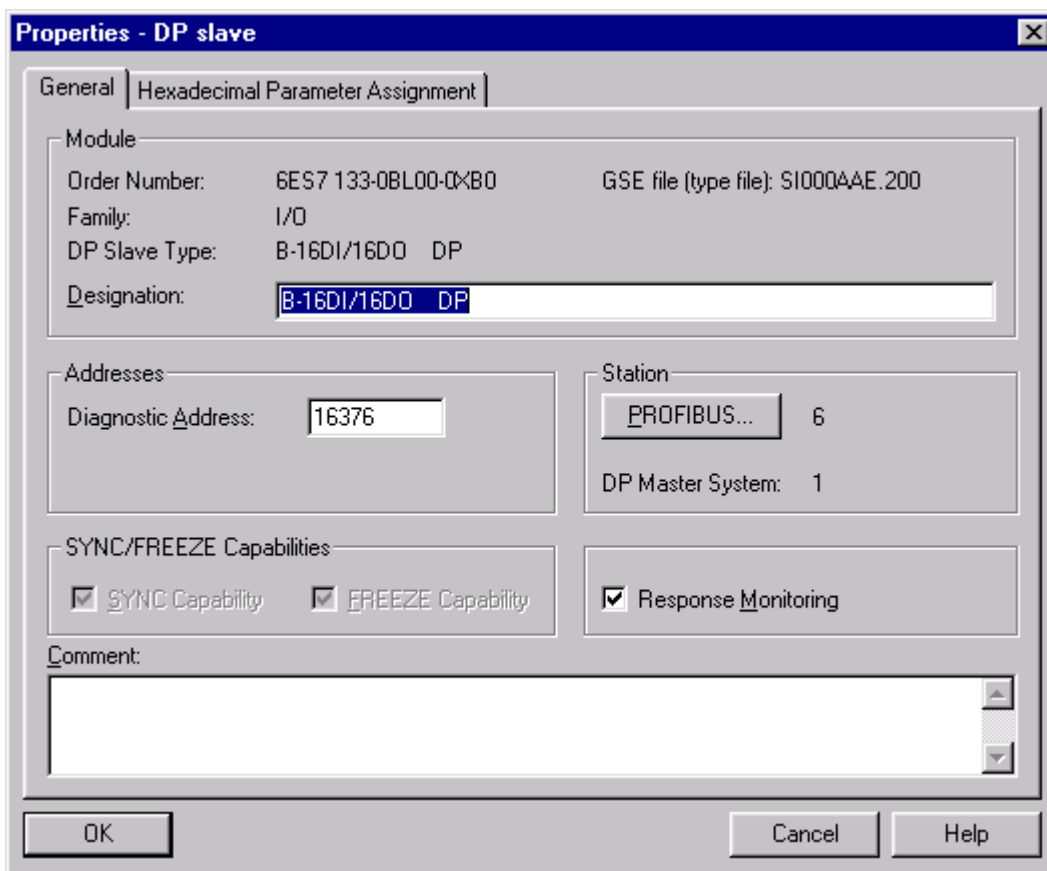 Properties - DP slave
General
Hexadecimal Parameter Assignment
Module
Order Number: 6ES7 133-0BL00-0XB0 GSE file (type file): SI000AAE.200
Family: I/O
DP Slave Type: B-16DI/16DO DP
Designation: B-16DI/16DO DP
Addresses
Diagnostic Address: 16376
Station
PROFIBUS... 6
DP Master System: 1
SYNC/FREEZE Capabilities
SYNC Capability FREEZE Capability
Response Monitoring
Comment:
OK Cancel Help